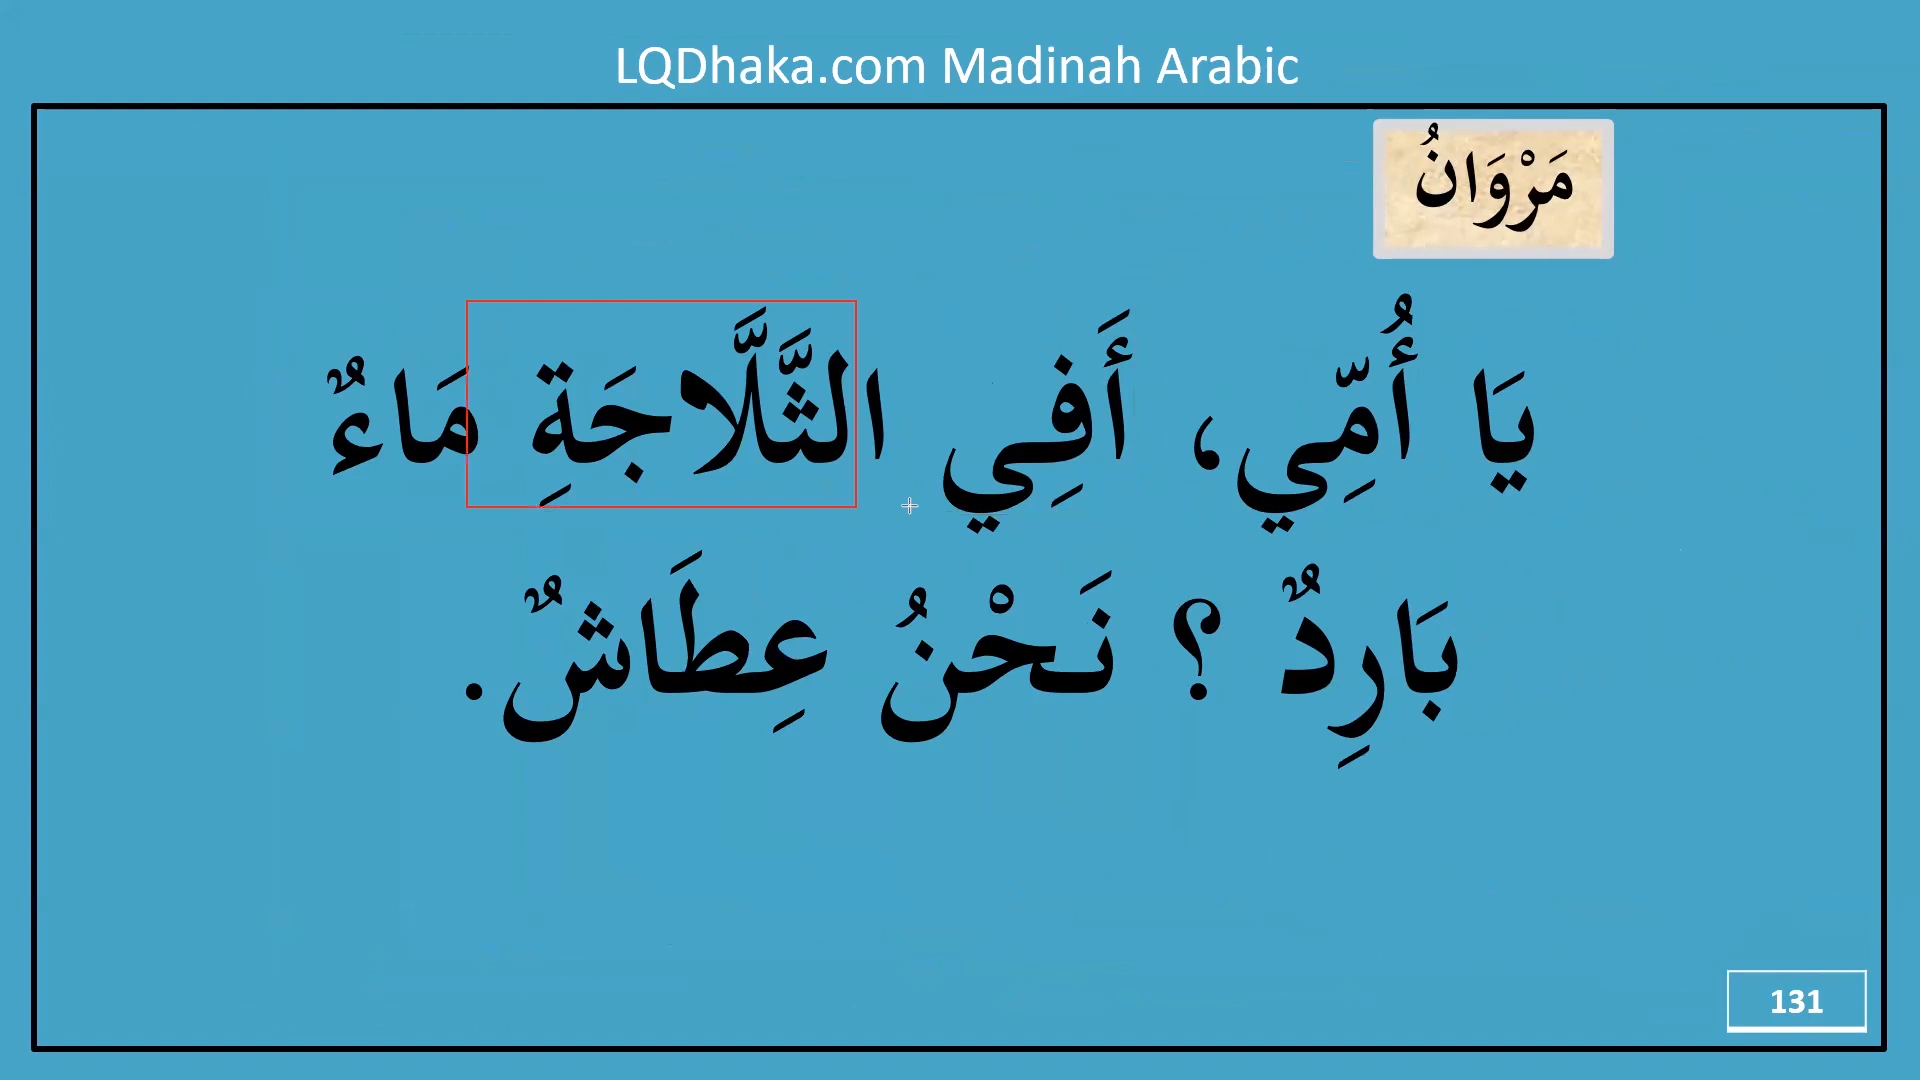 LQDhaka.com Madinah Arabic
مَرْوَانُ
يَا أُمِّي، أَفِي الثَّلَّاجَةِ مَاءٌ
بَارِدٌ ؟ نَحْنُ عِطَاشٌ.
131